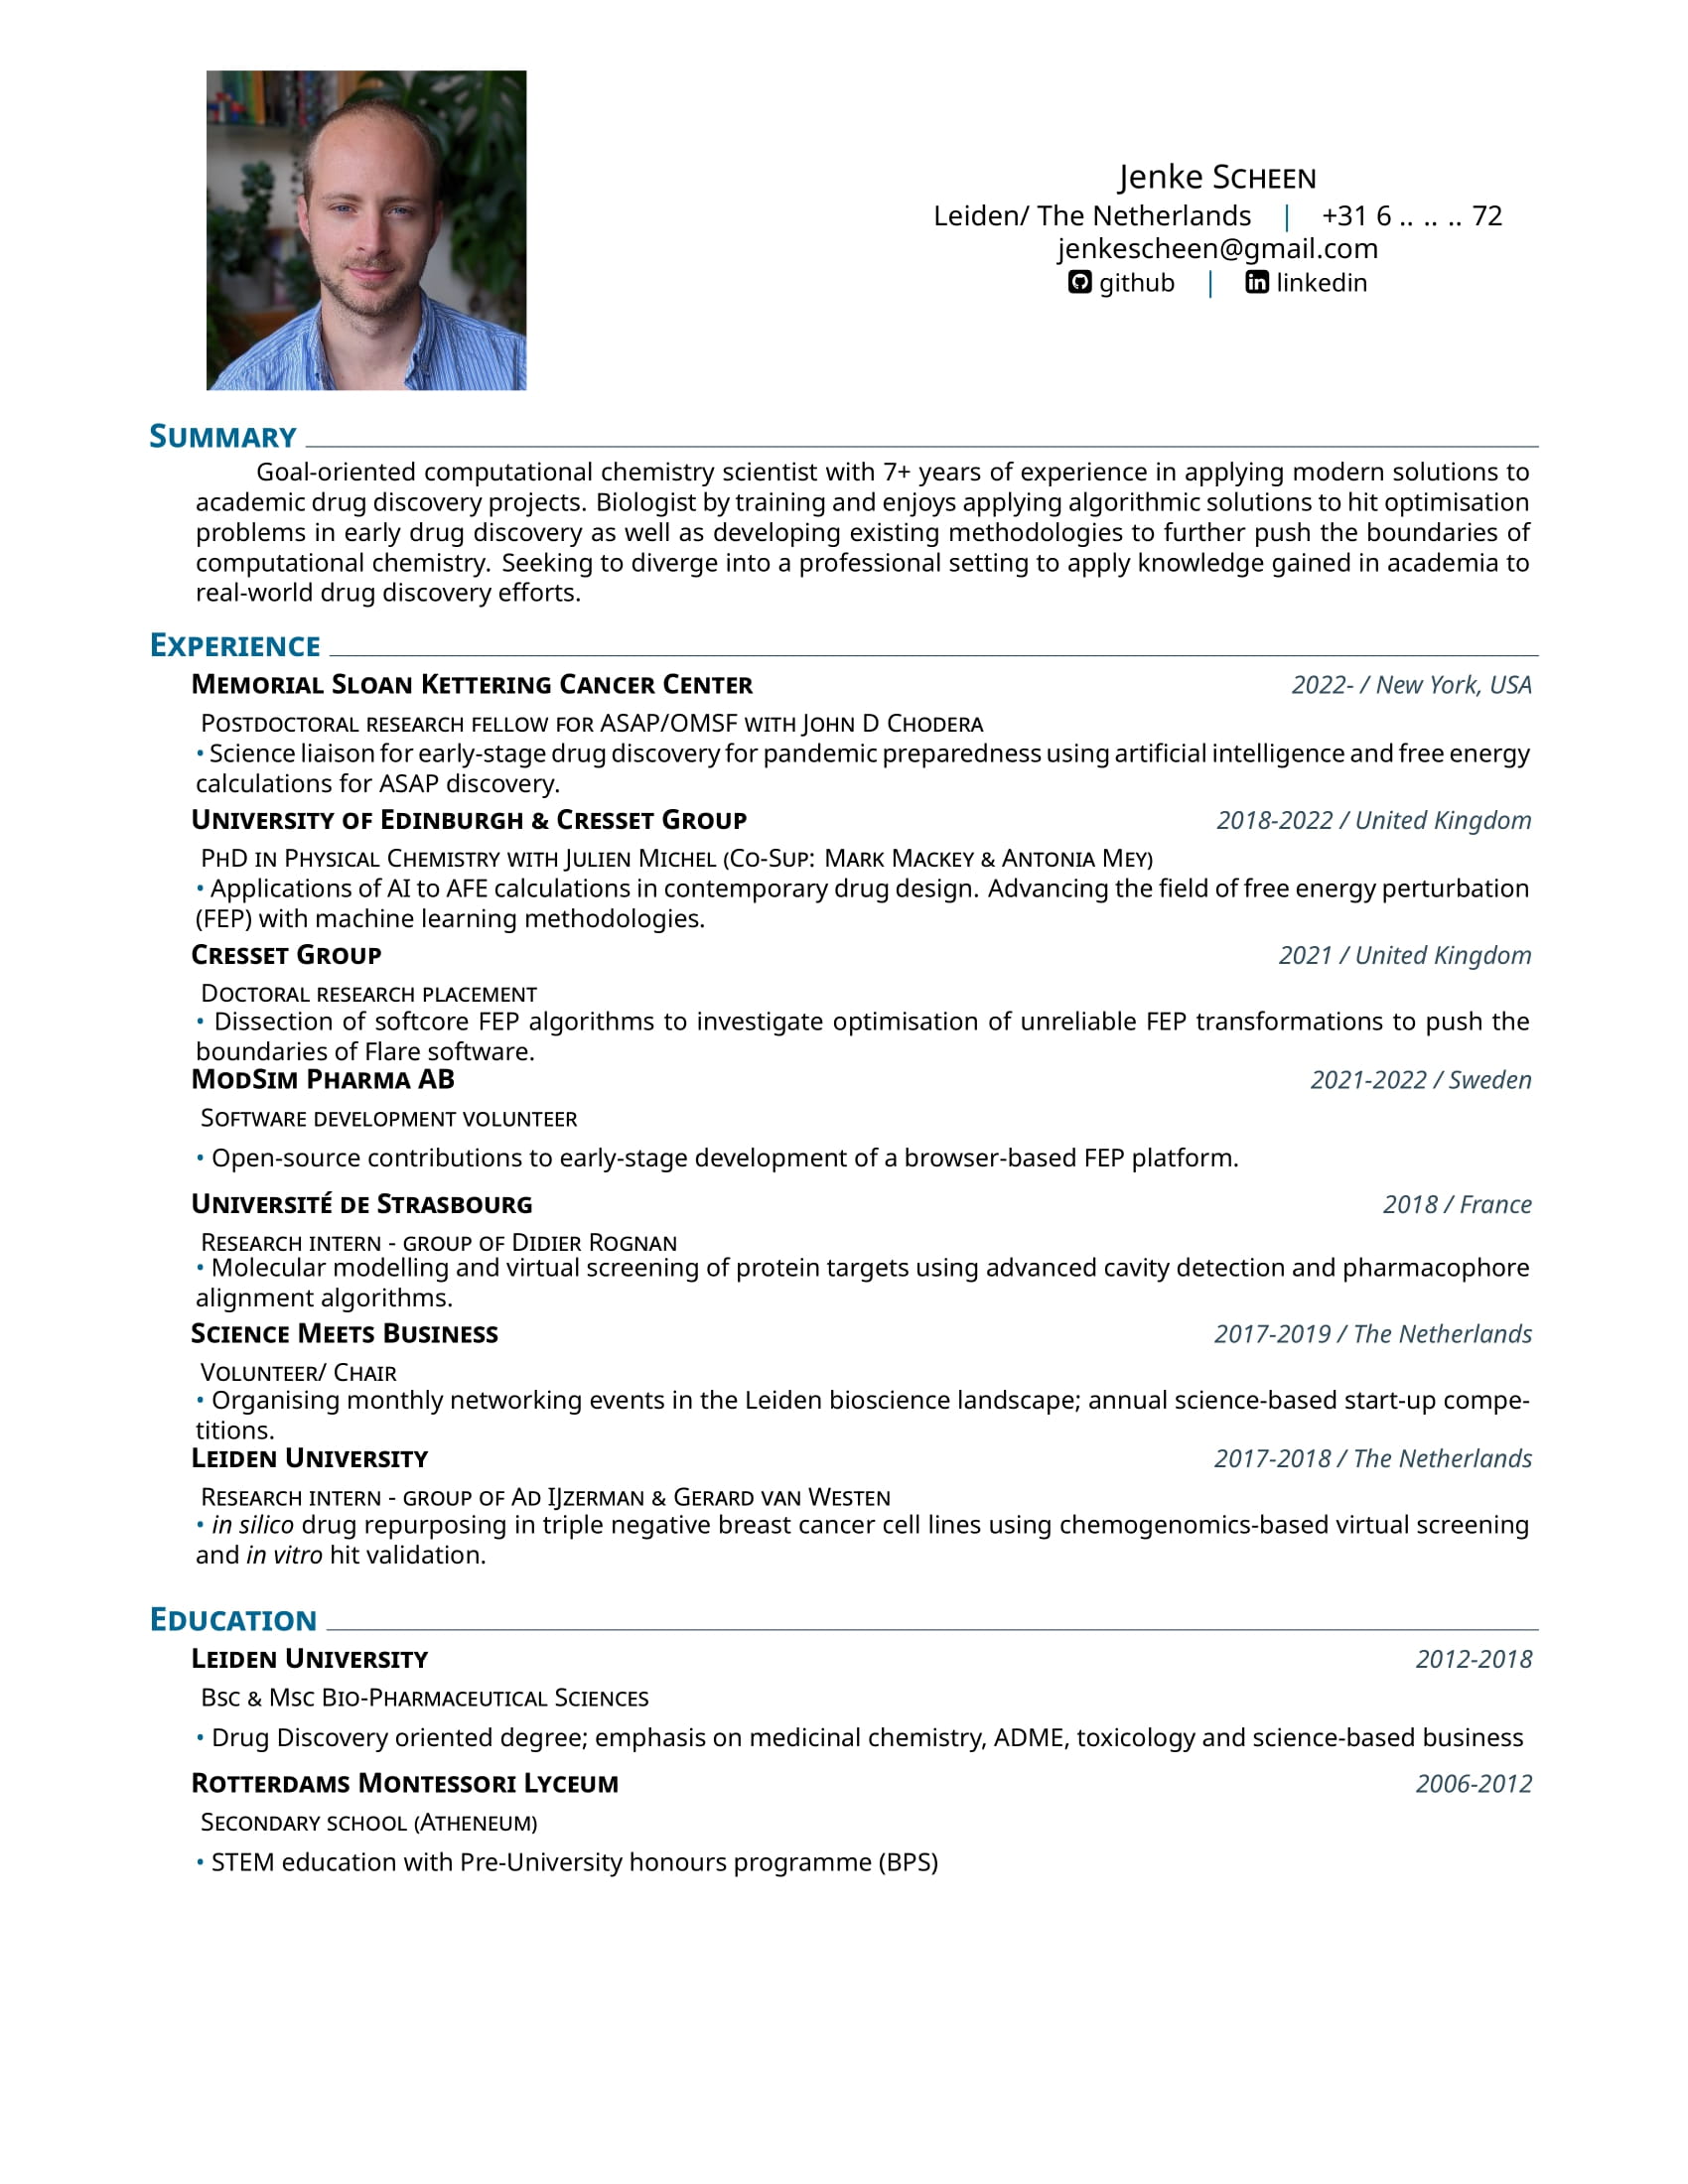 Jenke Scheen
Leiden/ The Netherlands | +31 6 .. .. .. 72
jenkescheen@gmail.com
github | linkedin
Summary
Goal-oriented computational chemistry scientist with 7+ years of experience in applying modern solutions to
academic drug discovery projects. Biologist by training and enjoys applying algorithmic solutions to hit optimisation
problems in early drug discovery as well as developing existing methodologies to further push the boundaries of
computational chemistry. Seeking to diverge into a professional setting to apply knowledge gained in academia to
real-world drug discovery efforts.
Experience
Memorial Sloan Kettering Cancer Center 2022- / New York, USA
Postdoctoral research fellow for ASAP/OMSF with John D Chodera
• Science liaison for early-stage drug discovery for pandemic preparedness using artificial intelligence and free energy
calculations for ASAP discovery.
University of Edinburgh & Cresset Group 2018-2022 / United Kingdom
PhD in Physical Chemistry with Julien Michel (Co-Sup: Mark Mackey & Antonia Mey)
• Applications of AI to AFE calculations in contemporary drug design. Advancing the field of free energy perturbation
(FEP) with machine learning methodologies.
Cresset Group 2021 / United Kingdom
Doctoral research placement
• Dissection of softcore FEP algorithms to investigate optimisation of unreliable FEP transformations to push the
boundaries of Flare software.
ModSim Pharma AB 2021-2022 / Sweden
Software development volunteer
• Open-source contributions to early-stage development of a browser-based FEP platform.
Université de Strasbourg 2018 / France
Research intern - group of Didier Rognan
• Molecular modelling and virtual screening of protein targets using advanced cavity detection and pharmacophore
alignment algorithms.
Science Meets Business 2017-2019 / The Netherlands
Volunteer/ Chair
• Organising monthly networking events in the Leiden bioscience landscape; annual science-based start-up compe-
titions.
Leiden University 2017-2018 / The Netherlands
Research intern - group of Ad IJzerman & Gerard van Westen
• in silico drug repurposing in triple negative breast cancer cell lines using chemogenomics-based virtual screening
and in vitro hit validation.
Education
Leiden University 2012-2018
Bsc & Msc Bio-Pharmaceutical Sciences
• Drug Discovery oriented degree; emphasis on medicinal chemistry, ADME, toxicology and science-based business
Rotterdams Montessori Lyceum 2006-2012
Secondary school (Atheneum)
• STEM education with Pre-University honours programme (BPS)